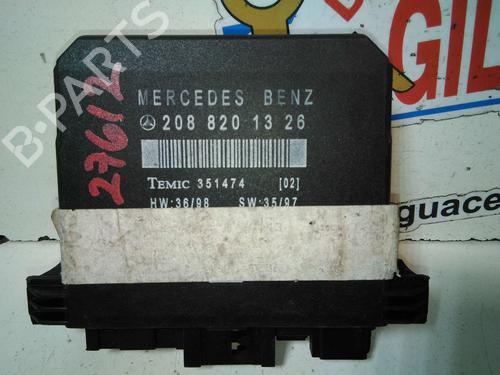 MERCEDES BENZ
208 820 13 26
TEMIC 351474 [02]
HW:36/98 SW:35/97
27612
B-PARTS
GIL
guace